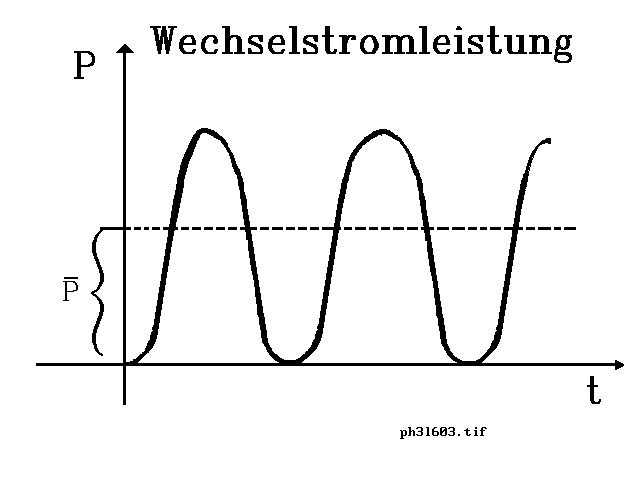 Wechselstromleistung
P
P̄
t
ph31603.tif